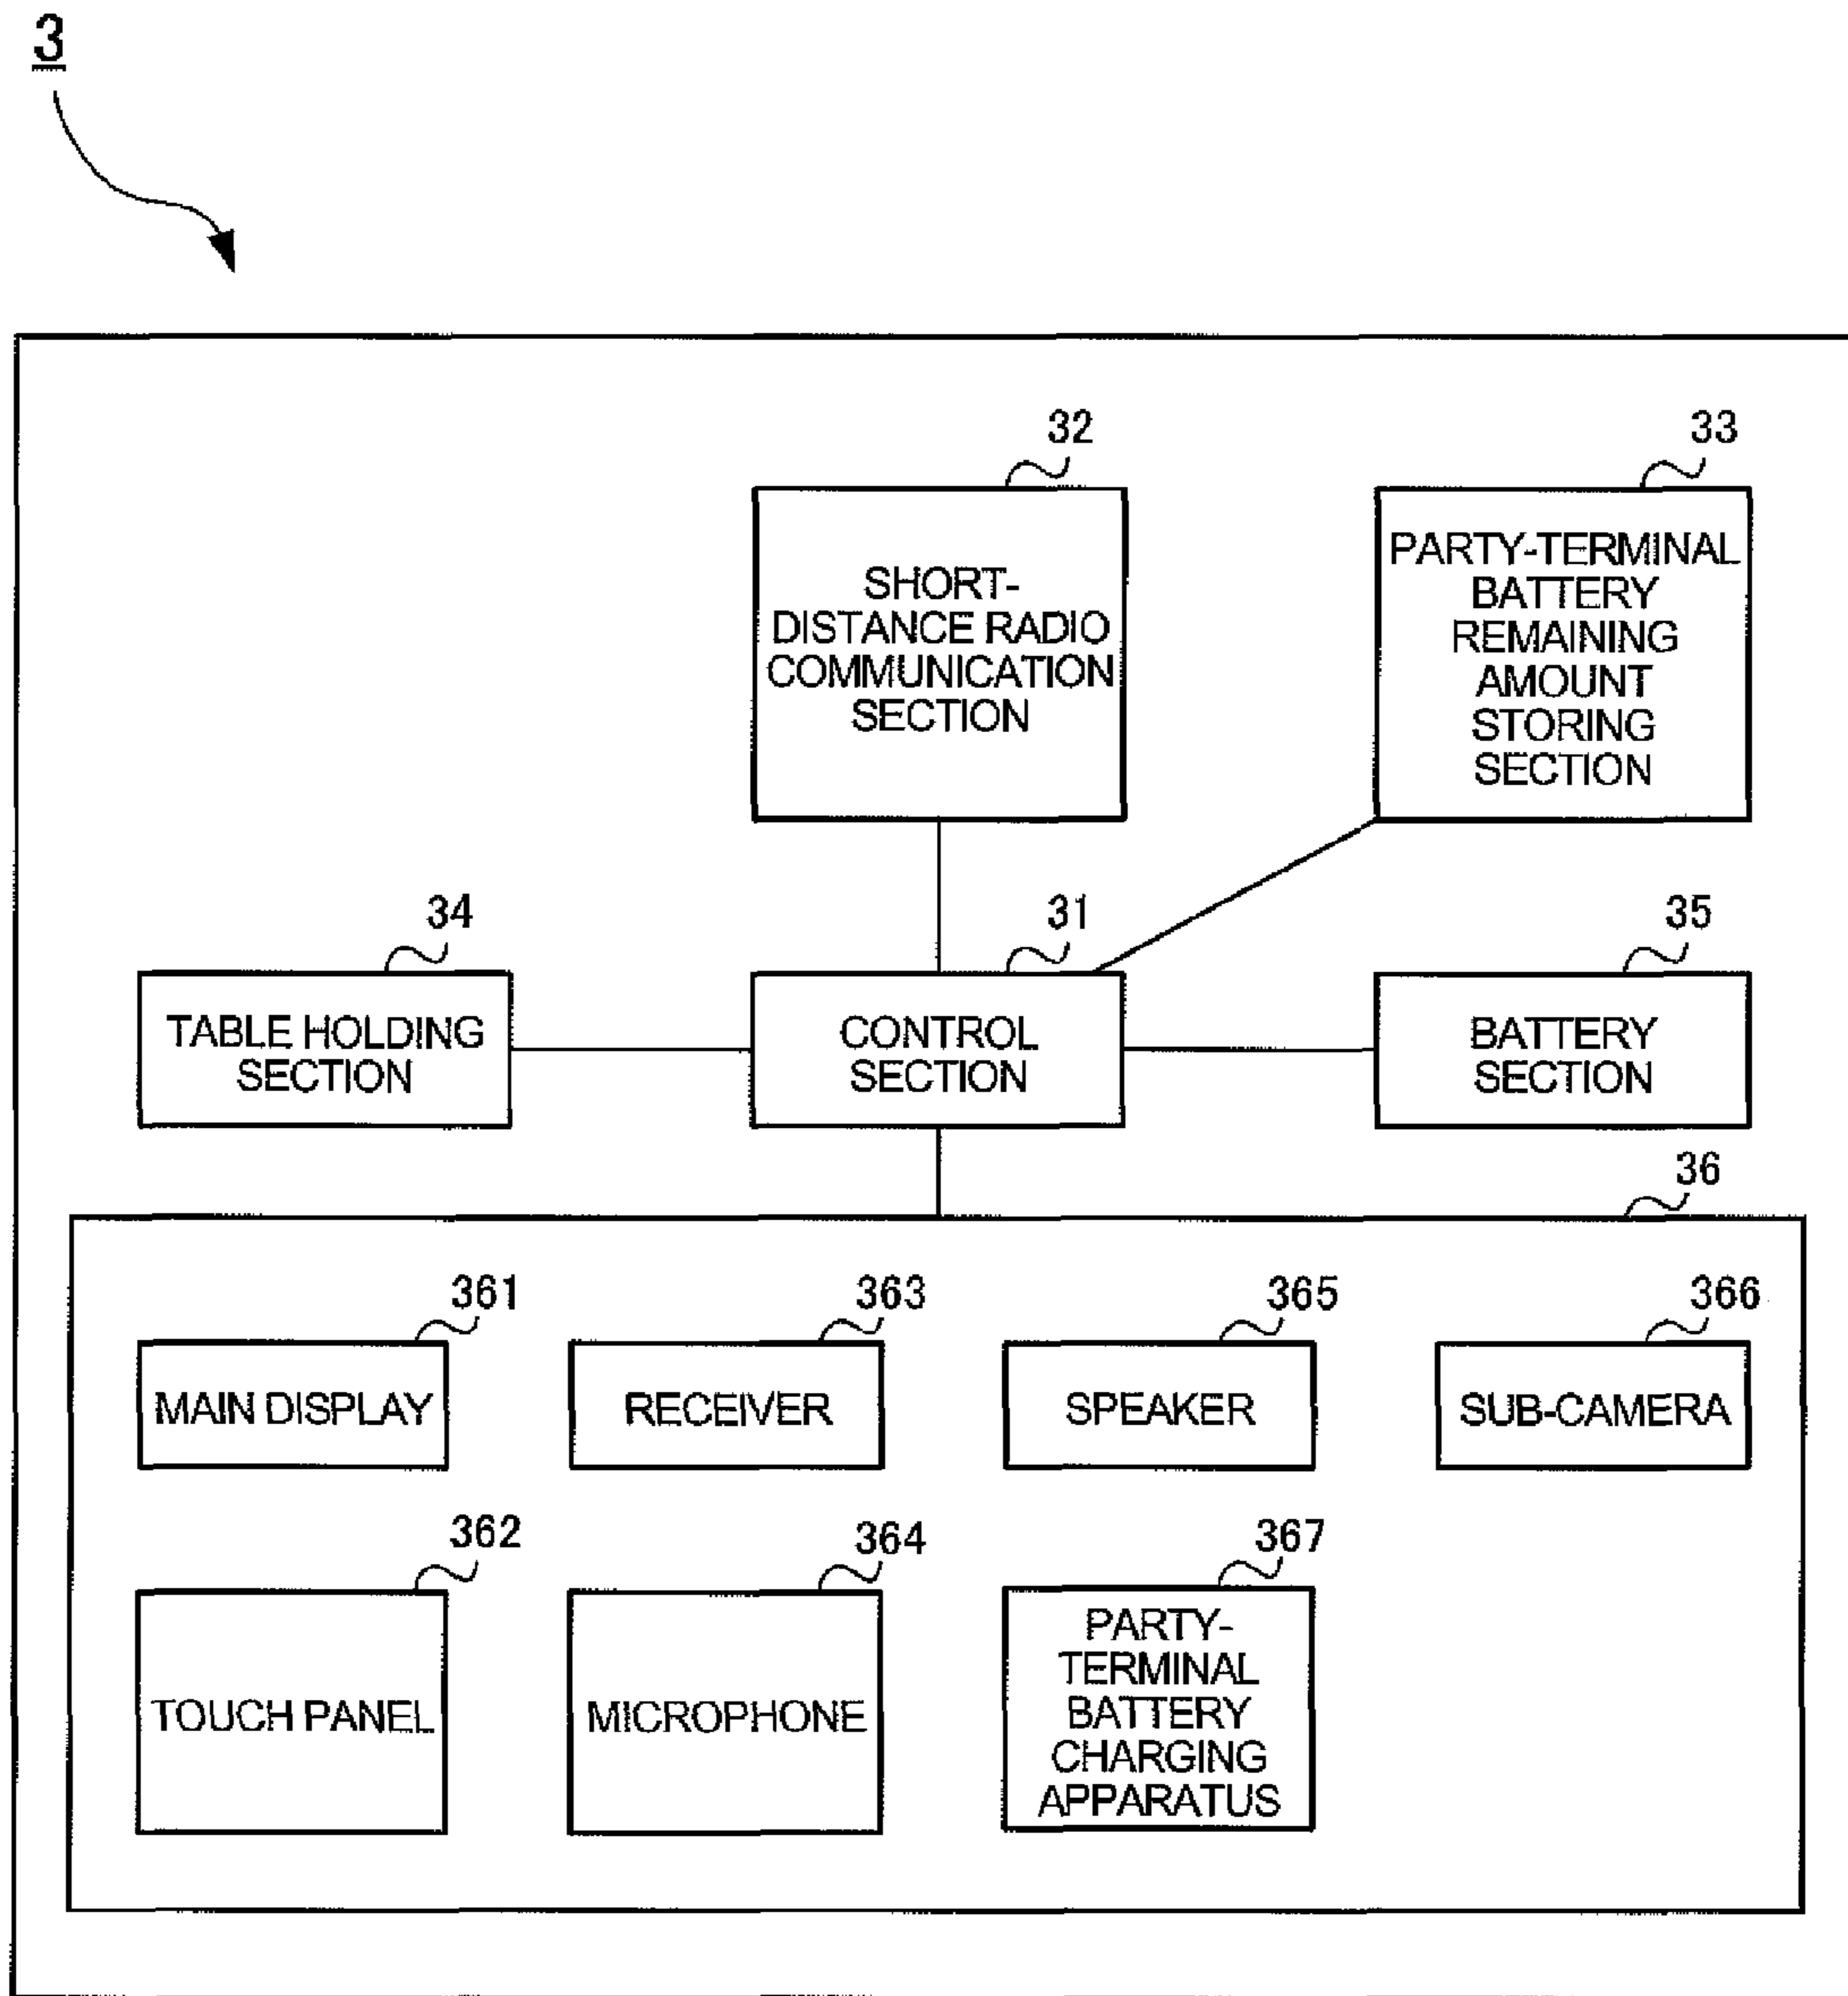 3
32
SHORT-
DISTANCE RADIO
COMMUNICATION
SECTION
33
PARTY-TERMINAL
BATTERY
REMAINING
AMOUNT
STORING
SECTION
34
TABLE HOLDING
SECTION
31
CONTROL
SECTION
35
BATTERY
SECTION
36
361
MAIN DISPLAY
363
RECEIVER
365
SPEAKER
366
SUB-CAMERA
362
TOUCH PANEL
364
MICROPHONE
367
PARTY-
TERMINAL
BATTERY
CHARGING
APPARATUS